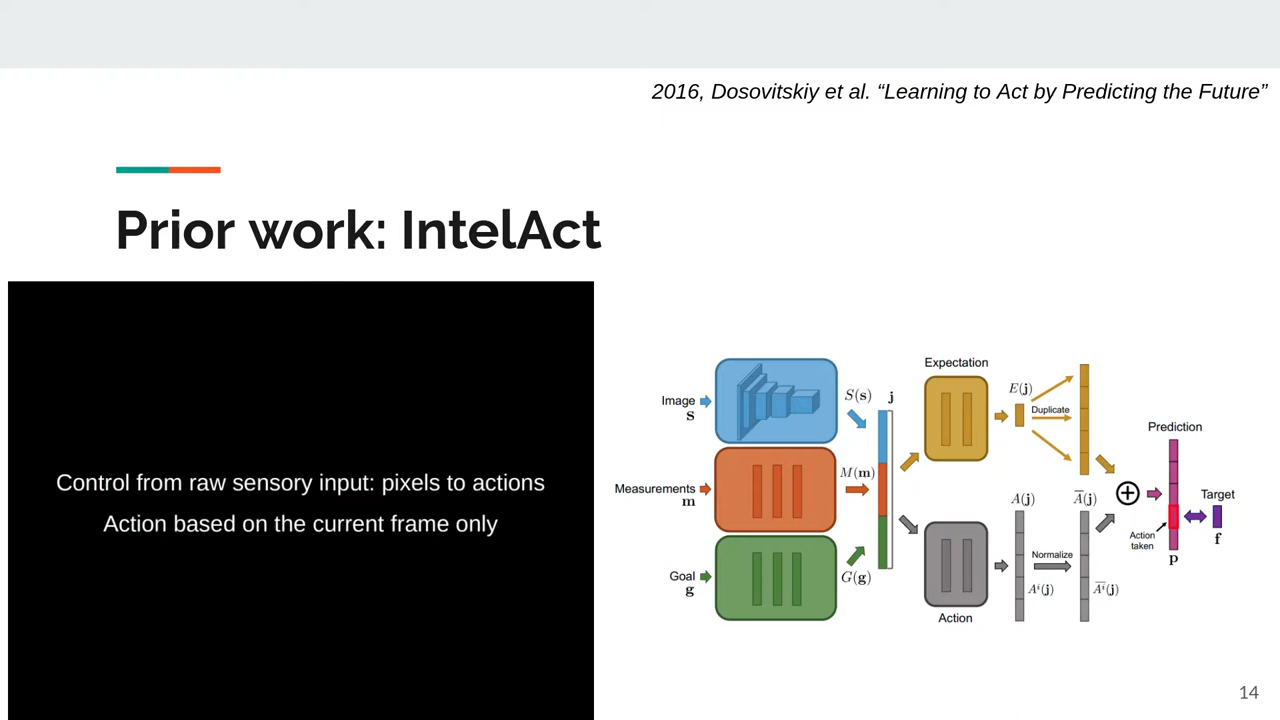 2016, Dosovitskiy et al. “Learning to Act by Predicting the Future”
Prior work: IntelAct
Control from raw sensory input: pixels to actions
Action based on the current frame only
Image
s
Measurements
m
Goal
g
S(s)
M(m)
G(g)
j
Expectation
E(j)
Duplicate
Action
A(j)
Aⁱ(j)
Normalize
A̅(j)
A̅ⁱ(j)
Prediction
Action
taken
p
Target
f
14